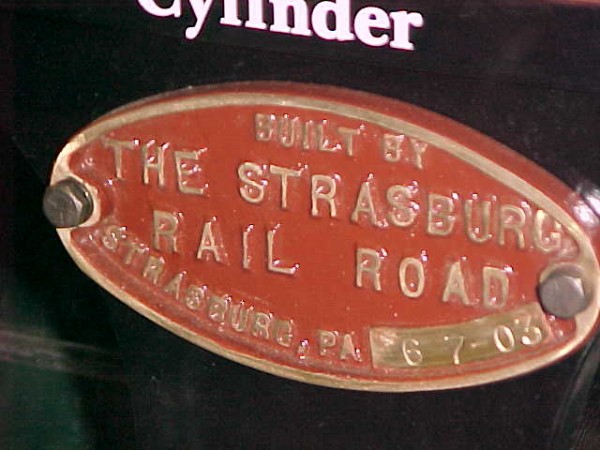 Cylinder
BUILT BY
THE STRASBURG
RAIL ROAD
STRASBURG, PA
6 7-03